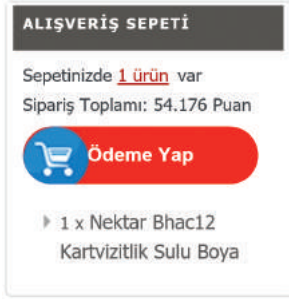 ALIŞVERİŞ SEPETİ
Sepetinizde 1 ürün var
Sipariş Toplamı: 54.176 Puan
Ödeme Yap
1 x Nektar Bhac12
Kartvizitlik Sulu Boya